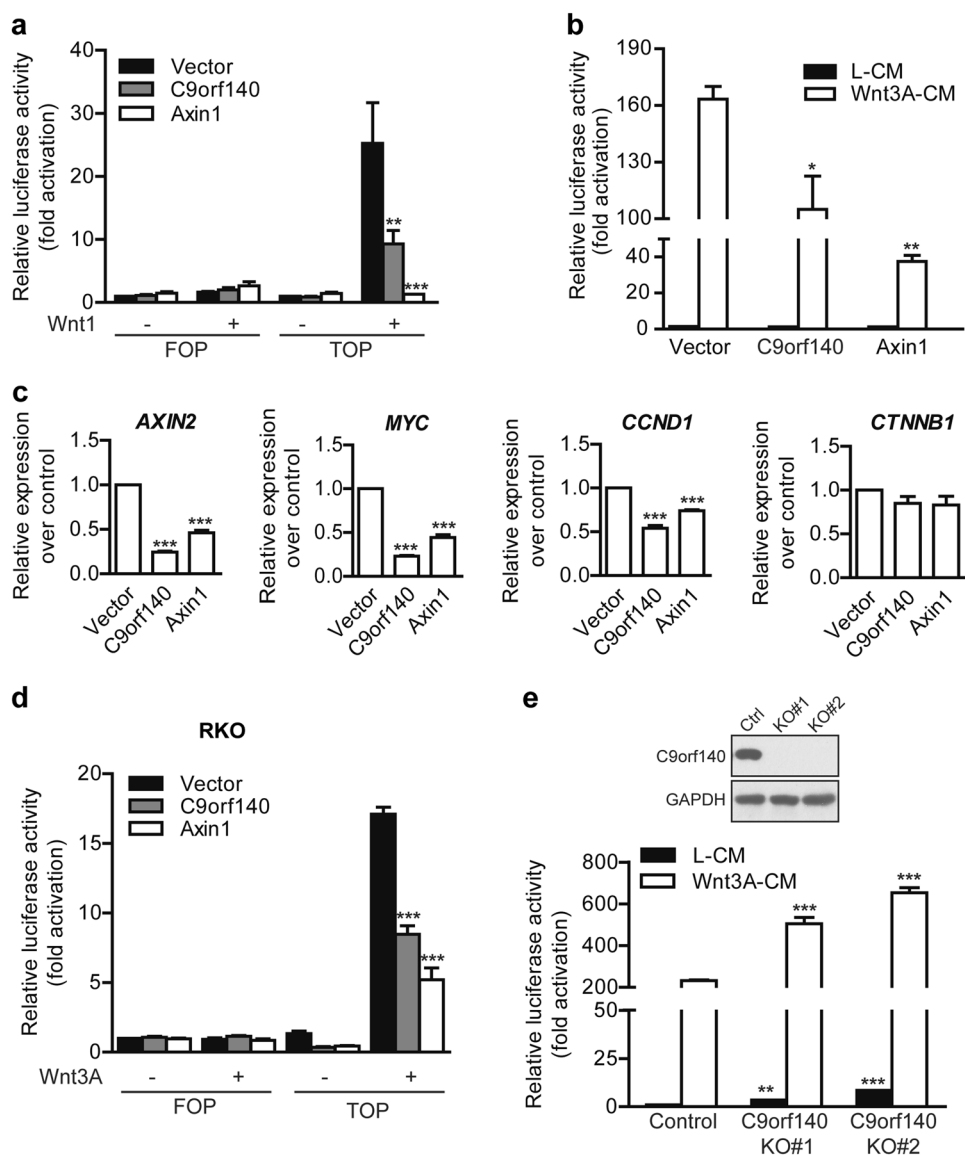 a
Relative luciferase activity
(fold activation)
40
30
20
10
0
Vector
C9orf140
Axin1
**
***
Wnt1
-
+
-
+
FOP
TOP
b
Relative luciferase activity
(fold activation)
190
160
130
100
40
20
0
L-CM
Wnt3A-CM
*
**
Vector
C9orf140
Axin1
c
AXIN2
Relative expression
over control
1.5
1.0
0.5
0.0
***
***
Vector
C9orf140
Axin1
MYC
Relative expression
over control
1.5
1.0
0.5
0.0
***
***
Vector
C9orf140
Axin1
CCND1
Relative expression
over control
1.5
1.0
0.5
0.0
***
***
Vector
C9orf140
Axin1
CTNNB1
Relative expression
over control
1.5
1.0
0.5
0.0
Vector
C9orf140
Axin1
d
RKO
Relative luciferase activity
(fold activation)
20
15
10
5
0
Vector
C9orf140
Axin1
***
***
Wnt3A
-
+
-
+
FOP
TOP
e
Ctrl
KO#1
KO#2
C9orf140
GAPDH
Relative luciferase activity
(fold activation)
800
600
400
200
50
25
0
L-CM
Wnt3A-CM
***
***
**
***
Control
C9orf140
KO#1
C9orf140
KO#2